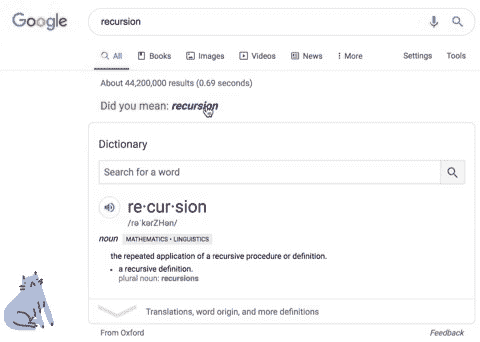 Google
recursion
All Books Images Videos News More Settings Tools
About 44,200,000 results (0.69 seconds)
Did you mean: recursion
Dictionary
Search for a word
re·cur·sion
/rəˈkərZHən/
noun MATHEMATICS • LINGUISTICS
the repeated application of a recursive procedure or definition.
• a recursive definition.
plural noun: recursions
Translations, word origin, and more definitions
From Oxford Feedback